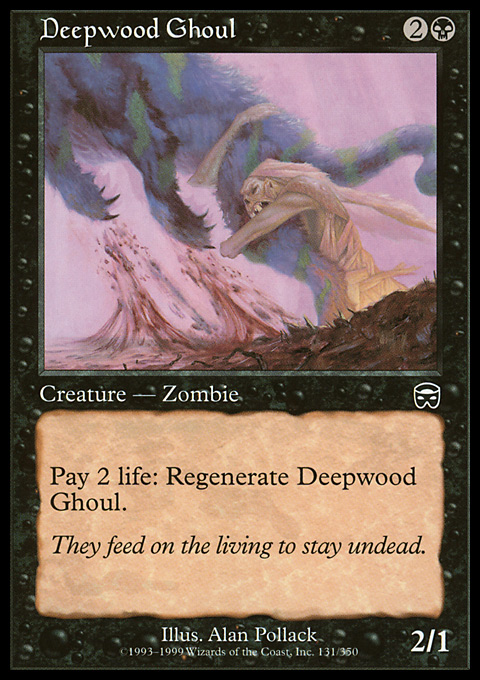 Deepwood Ghoul 2
Creature — Zombie
Pay 2 life: Regenerate Deepwood
Ghoul.
They feed on the living to stay undead.
Illus. Alan Pollack
©1993–1999 Wizards of the Coast, Inc. 131/350
2/1